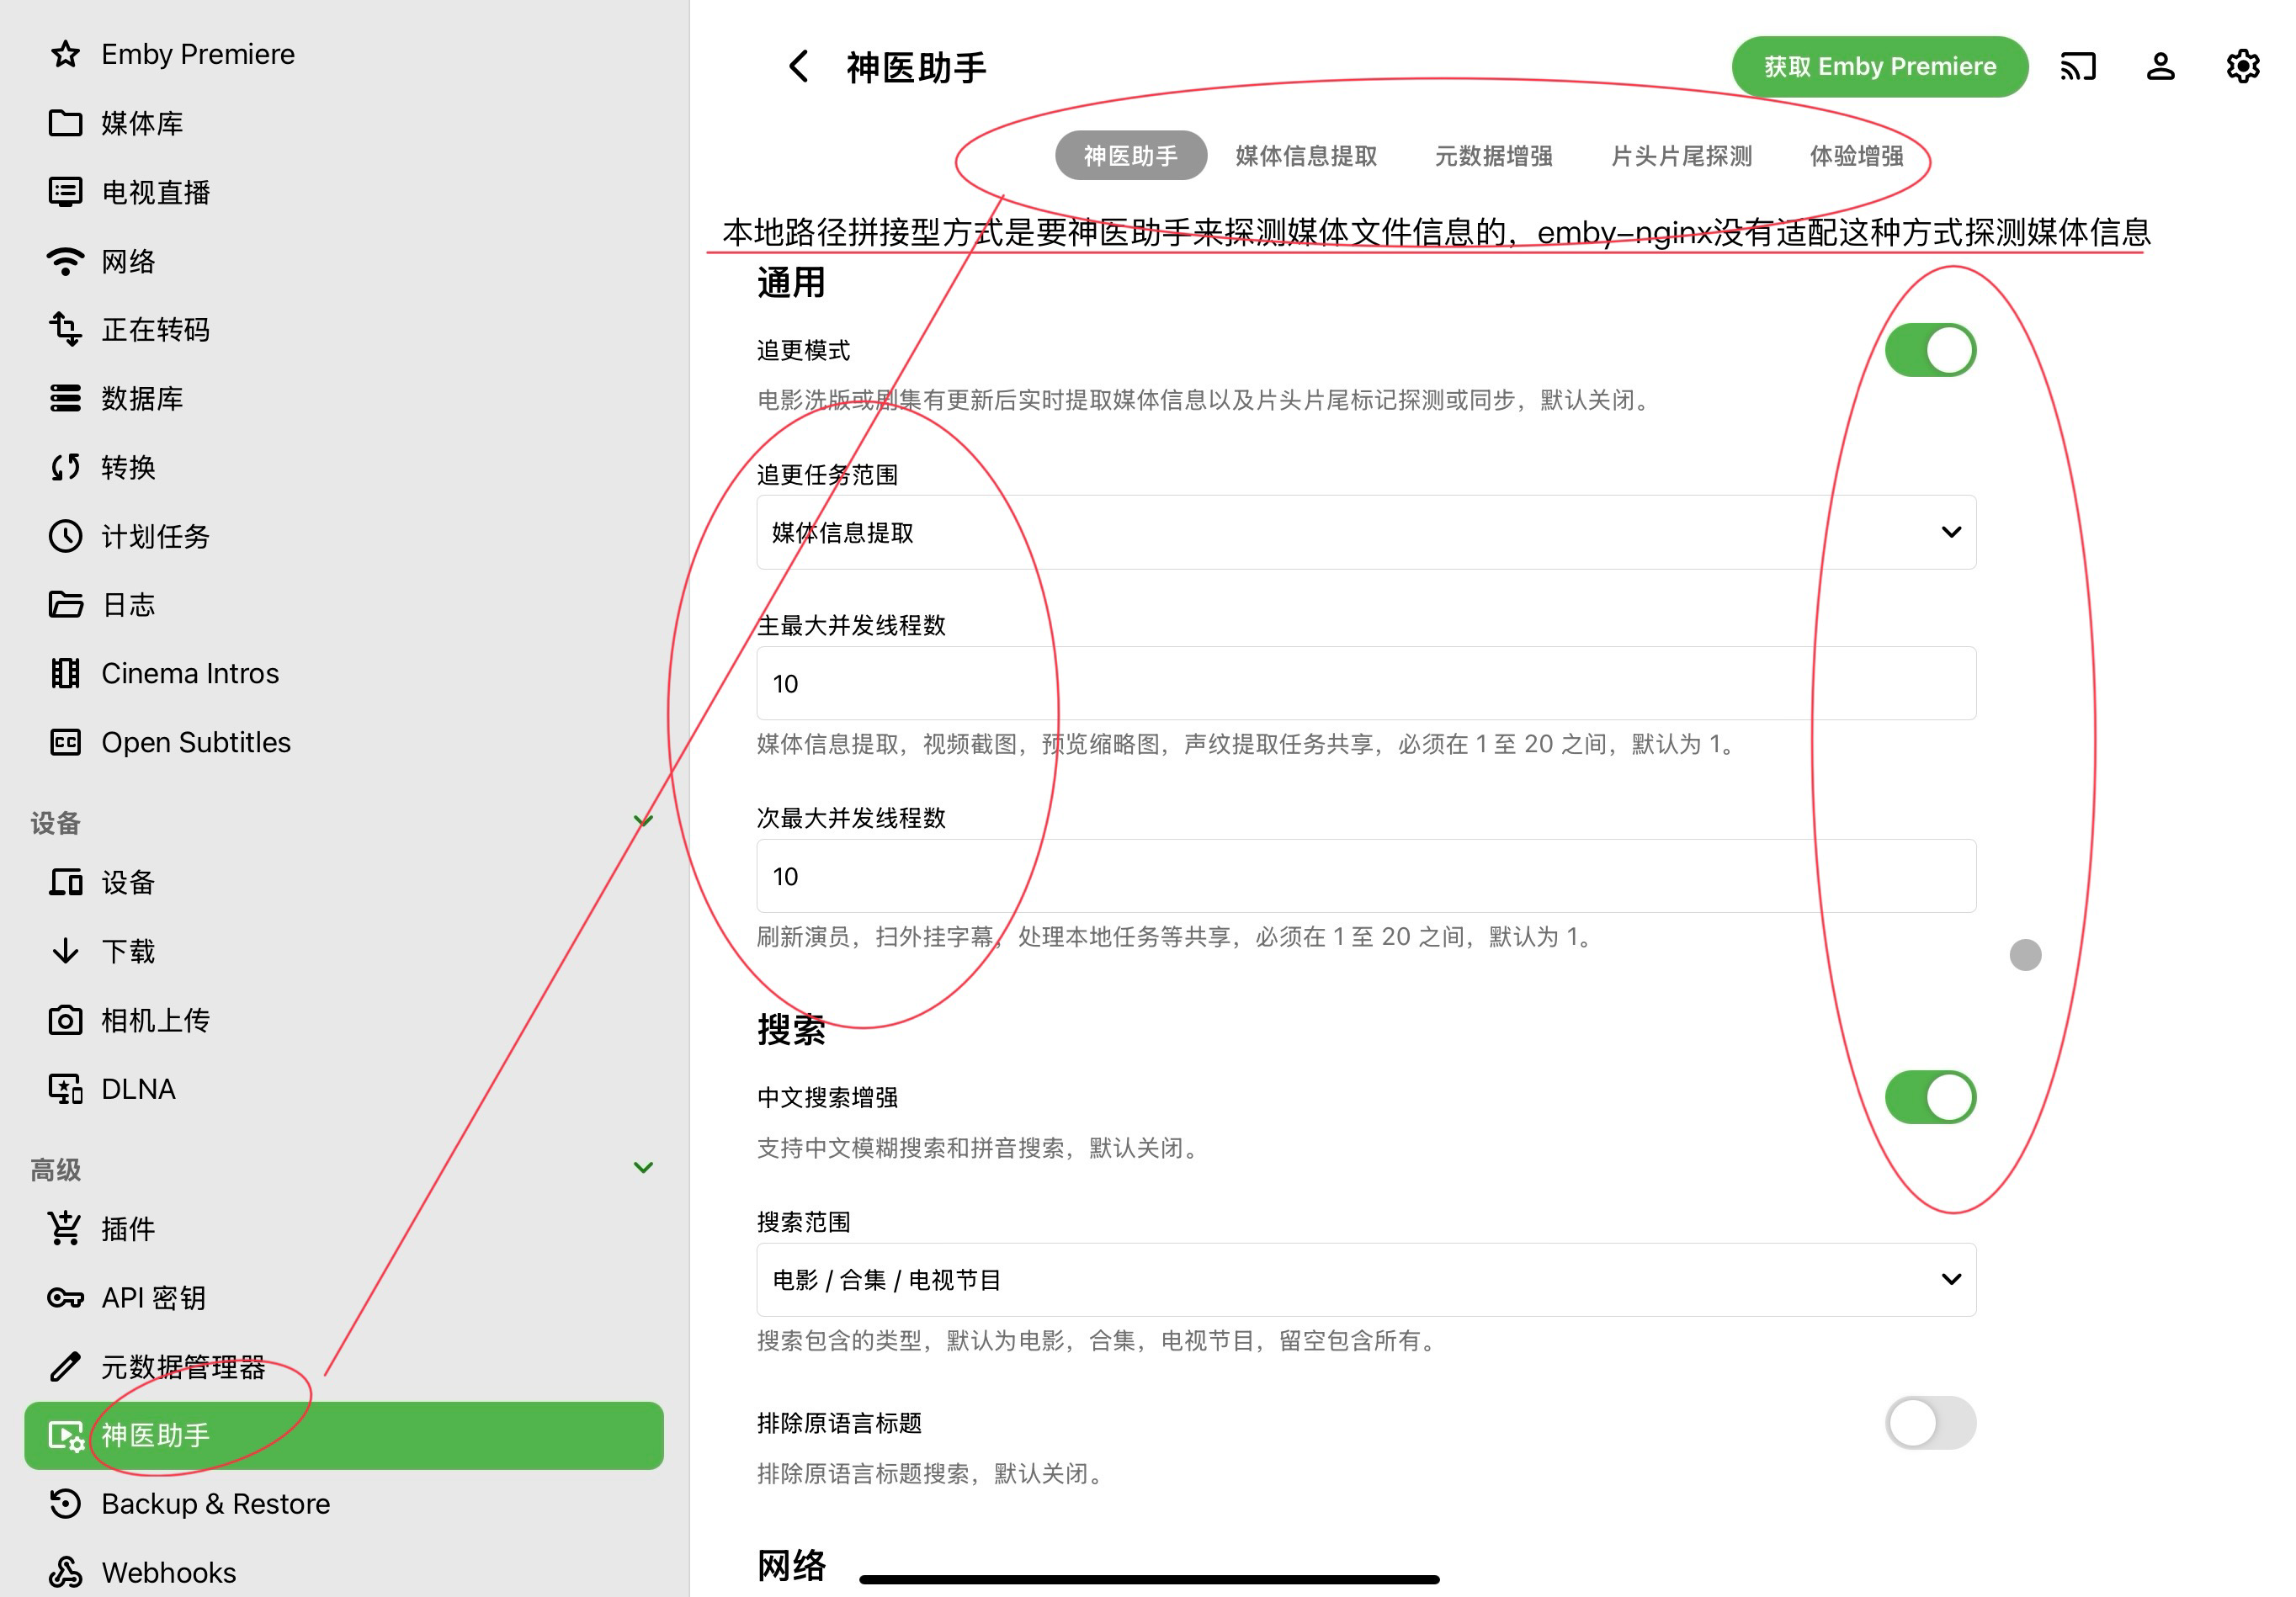 Emby Premiere
媒体库
电视直播
网络
正在转码
数据库
转换
计划任务
日志
Cinema Intros
Open Subtitles
设备
设备
下载
相机上传
DLNA
高级
插件
API 密钥
元数据管理器
神医助手
Backup & Restore
Webhooks
神医助手
获取 Emby Premiere
神医助手 媒体信息提取 元数据增强 片头片尾探测 体验增强
本地路径拼接型方式是要神医助手来探测媒体文件信息的，emby-nginx没有适配这种方式探测媒体信息
通用
追更模式
电影洗版或剧集有更新后实时提取媒体信息以及片头片尾标记探测或同步，默认关闭。
追更任务范围
媒体信息提取
主最大并发线程数
10
媒体信息提取，视频截图，预览缩略图，声纹提取任务共享，必须在 1 至 20 之间，默认为 1。
次最大并发线程数
10
刷新演员，扫外挂字幕，处理本地任务等共享，必须在 1 至 20 之间，默认为 1。
搜索
中文搜索增强
支持中文模糊搜索和拼音搜索，默认关闭。
搜索范围
电影 / 合集 / 电视节目
搜索包含的类型，默认为电影，合集，电视节目，留空包含所有。
排除原语言标题
排除原语言标题搜索，默认关闭。
网络